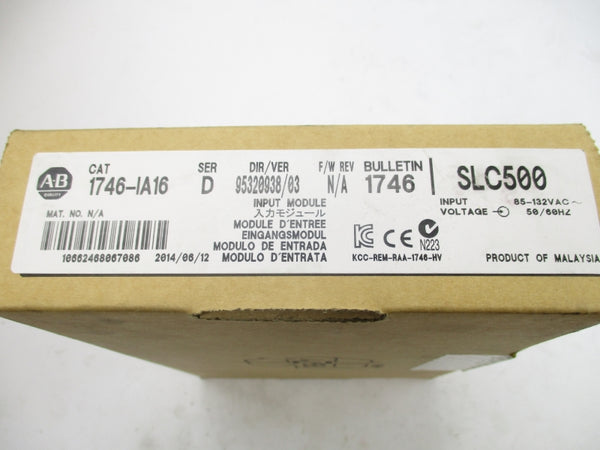 A-B
QUALITY
CAT
1746-IA16
SER
D
DIR/VER
95320938/03
F/W REV
N/A
BULLETIN
1746
SLC500
MAT. NO. N/A
10662468067086
2014/06/12
INPUT MODULE
入力モジュール
MODULE D'ENTREE
EINGANGSMODUL
MODULO DE ENTRADA
MODULO D'ENTRATA
CE
N223
KCC-REM-RAA-1746-HV
INPUT
VOLTAGE
85-132VAC~
50/60HZ
PRODUCT OF MALAYSIA